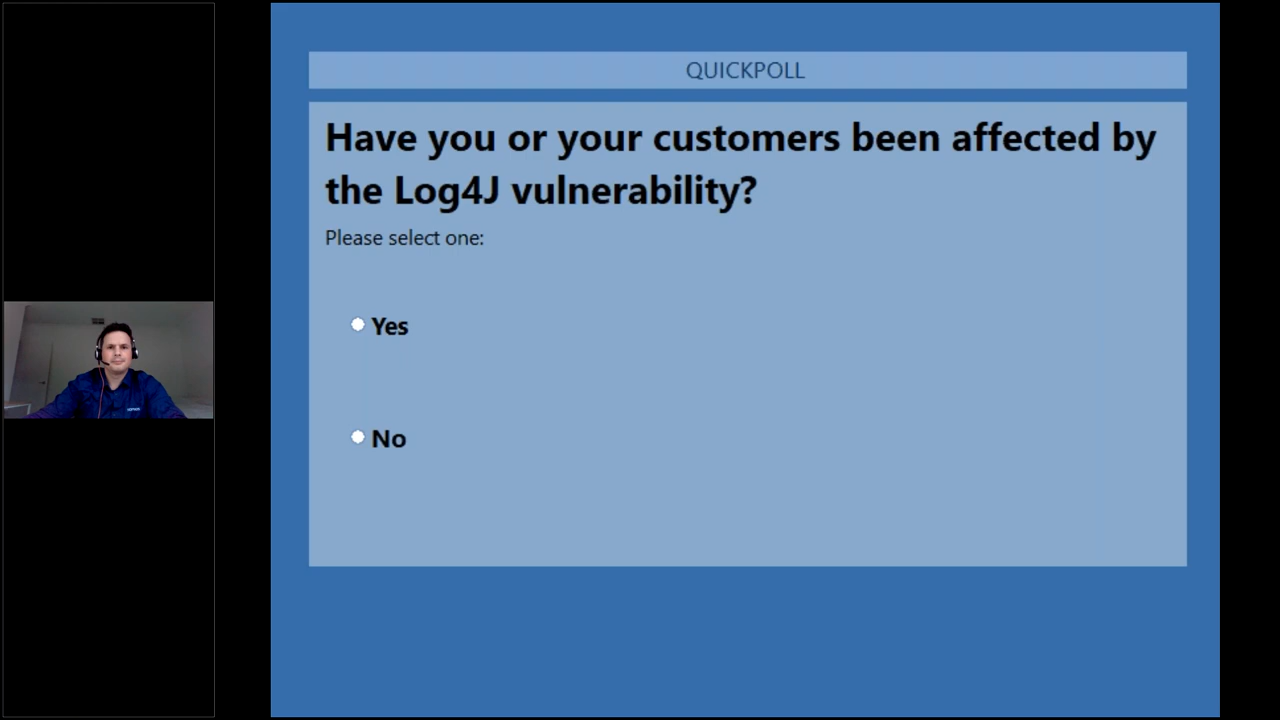 QUICKPOLL
Have you or your customers been affected by
the Log4J vulnerability?
Please select one:
Yes
No